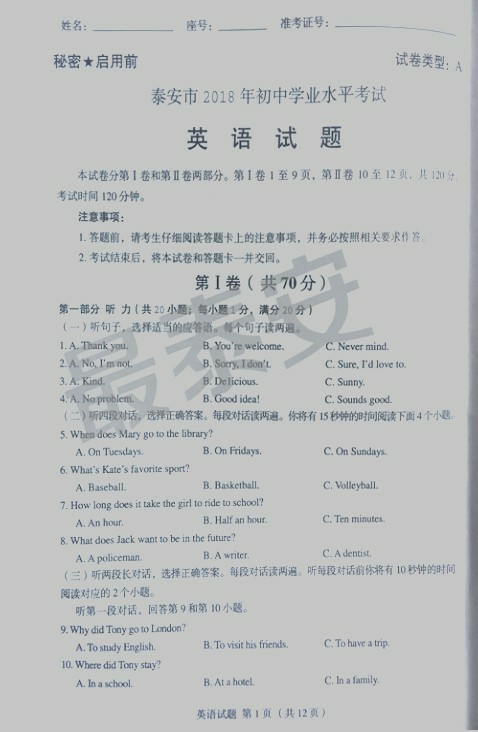 姓名： 座号： 准考证号：
秘密★启用前
试卷类型：A
泰安市 2018 年初中学业水平考试
英 语 试 题
本试卷分第Ⅰ卷和第Ⅱ卷两部分。第Ⅰ卷 1 至 9 页，第Ⅱ卷 10 至 12 页，共 120 分，
考试时间 120 分钟。
注意事项：
1. 答题前，请考生仔细阅读答题卡上的注意事项，并务必按照相关要求作答。
2. 考试结束后，将本试卷和答题卡一并交回。
第Ⅰ卷（共 70 分）
第一部分 听 力（共 20 小题；每小题 1 分，满分 20 分）
（一）听句子，选择适当的应答语。每个句子读两遍。
1. A. Thank you. B. You're welcome. C. Never mind.
2. A. No, I'm not. B. Sorry, I don't. C. Sure, I'd love to.
3. A. Kind. B. Delicious. C. Sunny.
4. A. No problem. B. Good idea! C. Sounds good.
（二）听四段对话，选择正确答案。每段对话读两遍。你将有 15 秒钟的时间阅读下面 4 个小题。
5. When does Mary go to the library?
A. On Tuesdays. B. On Fridays. C. On Sundays.
6. What's Kate's favorite sport?
A. Baseball. B. Basketball. C. Volleyball.
7. How long does it take the girl to ride to school?
A. An hour. B. Half an hour. C. Ten minutes.
8. What does Jack want to be in the future?
A. A policeman. B. A writer. C. A dentist.
（三）听两段长对话，选择正确答案。每段对话读两遍。听每段对话前你将有 10 秒钟的时间
阅读对应的 2 个小题。
听第一段对话，回答第 9 和第 10 小题。
9. Why did Tony go to London?
A. To study English. B. To visit his friends. C. To have a trip.
10. Where did Tony stay?
A. In a school. B. At a hotel. C. In a family.
英语试题 第 1 页（共 12 页）
最泰安